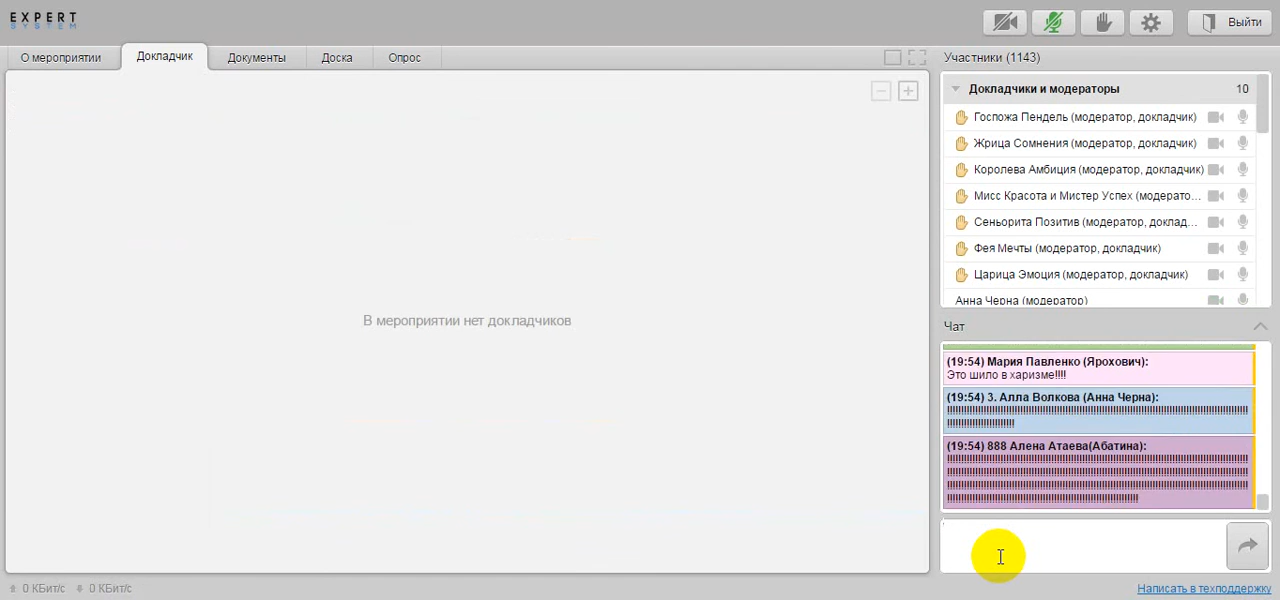 EXPERT
SYSTEM
Выйти
О мероприятии
Докладчик
Документы
Доска
Опрос
Участники (1143)
Докладчики и модераторы 10
Госпожа Пендель (модератор, докладчик)
Жрица Сомнения (модератор, докладчик)
Королева Амбиция (модератор, докладчик)
Мисс Красота и Мистер Успех (модерато...
Сеньорита Позитив (модератор, доклад...
Фея Мечты (модератор, докладчик)
Царица Эмоция (модератор, докладчик)
Анна Черна (модератор)
В мероприятии нет докладчиков
Чат
(19:54) Мария Павленко (Ярохович):
Это шило в харизме!!!!
(19:54) 3. Алла Волкова (Анна Черна):
!!!!!!!!!!!!!!!!!!!!!!!!!!!!!!!!!!!!!!!!!!!!!!!!!!!!!!!!!!!!!!!!!!!!!!!!!!!!!!!!!!!!!!!!!!!!!!!!!!!
!!!!!!!!!!!!!!!!!!!!!!
(19:54) 888 Алена Атаева(Абатина):
!!!!!!!!!!!!!!!!!!!!!!!!!!!!!!!!!!!!!!!!!!!!!!!!!!!!!!!!!!!!!!!!!!!!!!!!!!!!!!!!!!!!!!!!!!!!!!!!!!!
!!!!!!!!!!!!!!!!!!!!!!!!!!!!!!!!!!!!!!!!!!!!!!!!!!!!!!!!!!!!!!!!!!!!!!!!!!!!!!!!!!!!!!!!!!!!!!!!!!!
!!!!!!!!!!!!!!!!!!!!!!!!!!!!!!!!!!!!!!!!!!!!!!!!!!!!!!!!!!!!!!!!!!!!!!!!!!!!!!!!!!!!!!!!!!!!!!!!!!!
!!!!!!!!!!!!!!!!!!!!!!!!!!!!!!!!!!!!!!!!!!!!!!!!!!!!!!!!!!!!!!!
0 КБит/с 0 КБит/с
Написать в техподдержку